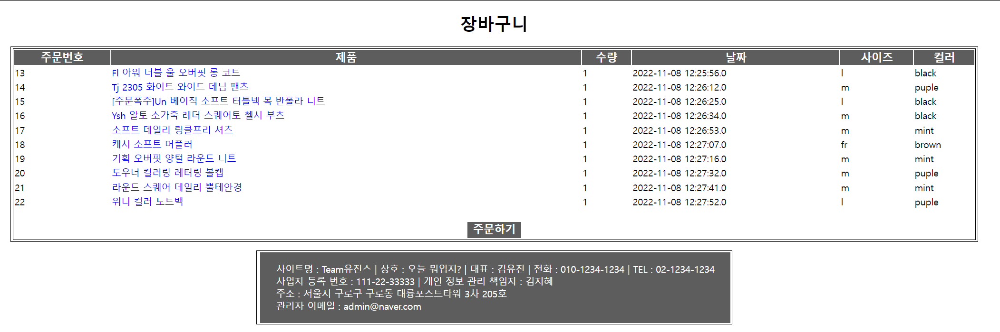 장바구니
주문번호 제품 수량 날짜 사이즈 컬러
13 Fl 아워 더블 울 오버핏 롱 코트 1 2022-11-08 12:25:56.0 l black
14 Tj 2305 화이트 와이드 데님 팬츠 1 2022-11-08 12:26:12.0 m puple
15 [주문폭주]Un 베이직 소프트 터틀넥 목 반폴라 니트 1 2022-11-08 12:26:25.0 l black
16 Ysh 알토 소가죽 레더 스퀘어토 첼시 부츠 1 2022-11-08 12:26:34.0 m black
17 소프트 데일리 링클프리 셔츠 1 2022-11-08 12:26:53.0 m mint
18 캐시 소프트 머플러 1 2022-11-08 12:27:07.0 fr brown
19 기획 오버핏 양털 라운드 니트 1 2022-11-08 12:27:16.0 m mint
20 도우너 컬러링 레터링 볼캡 1 2022-11-08 12:27:32.0 m puple
21 라운드 스퀘어 데일리 뿔테안경 1 2022-11-08 12:27:41.0 m mint
22 위니 컬러 도트백 1 2022-11-08 12:27:52.0 l puple
주문하기
사이트명 : Team유진스 | 상호 : 오늘 뭐입지? | 대표 : 김유진 | 전화 : 010-1234-1234 | TEL : 02-1234-1234
사업자 등록 번호 : 111-22-33333 | 개인 정보 관리 책임자 : 김지혜
주소 : 서울시 구로구 구로동 대륭포스트타워 3차 205호
관리자 이메일 : admin@naver.com